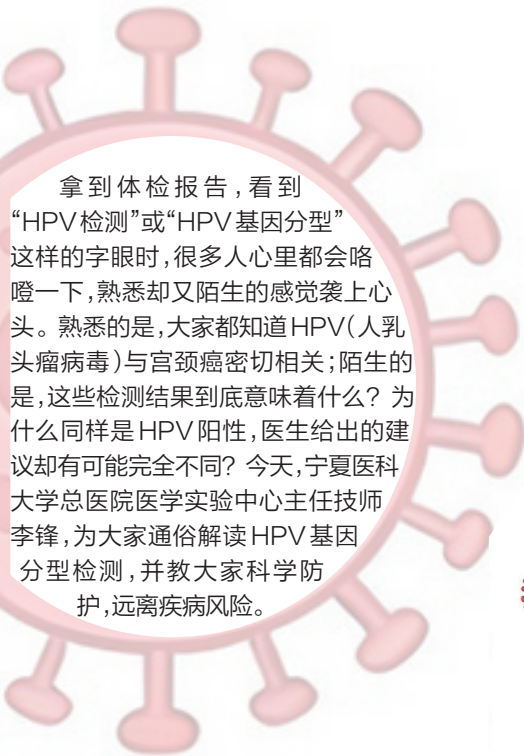 拿到体检报告,看到
“HPV检测”或“HPV基因分型”
这样的字眼时,很多人心里都会咯
噔一下,熟悉却又陌生的感觉袭上心
头。熟悉的是,大家都知道HPV(人乳
头瘤病毒)与宫颈癌密切相关;陌生的
是,这些检测结果到底意味着什么?为
什么同样是HPV阳性,医生给出的建
议却有可能完全不同?今天,宁夏医科
大学总医院医学实验中心主任技师
李锋,为大家通俗解读HPV基因
分型检测,并教大家科学防
护,远离疾病风险。